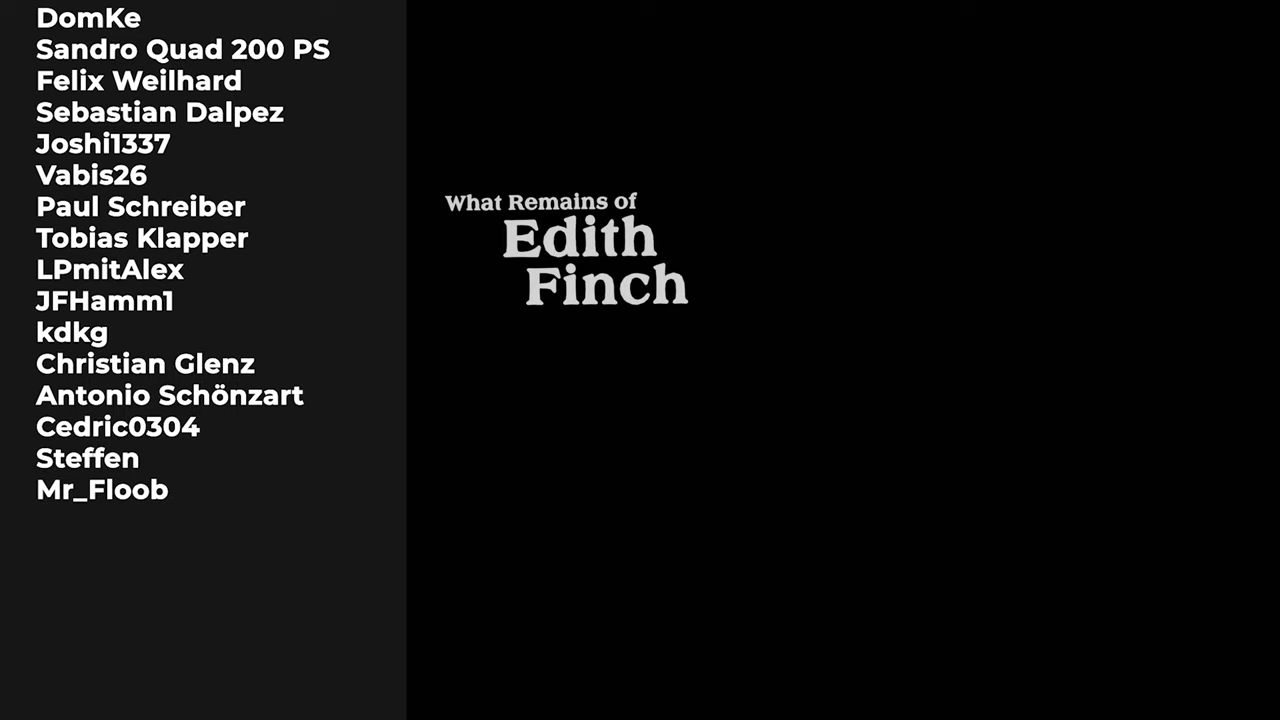 DomKe
Sandro Quad 200 PS
Felix Weilhard
Sebastian Dalpez
Joshi1337
Vabis26
Paul Schreiber
Tobias Klapper
LPmitAlex
JFHamm1
kdkg
Christian Glenz
Antonio Schönzart
Cedric0304
Steffen
Mr_Floob
What Remains of
Edith
Finch